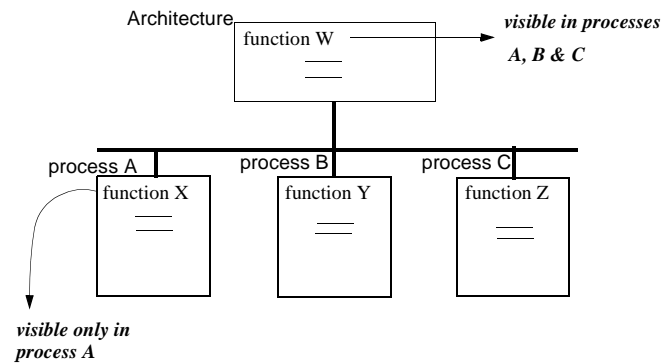 Architecture
function W
visible in processes
A, B & C
process A
process B
process C
function X
function Y
function Z
visible only in
process A